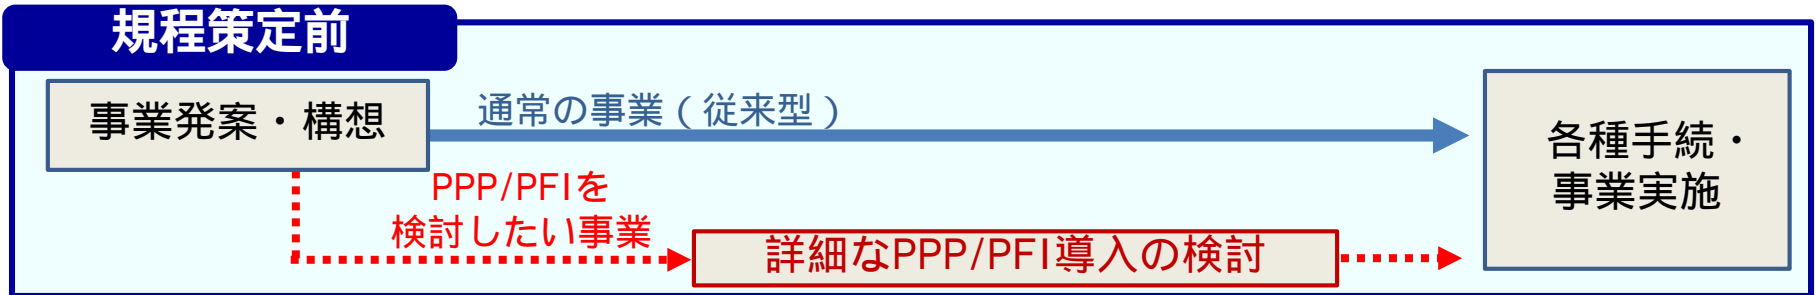 規程策定前
事業発案・構想
通常の事業(従来型)
PPP/PFIを
検討したい事業
詳細なPPP/PFI導入の検討
各種手続・
事業実施